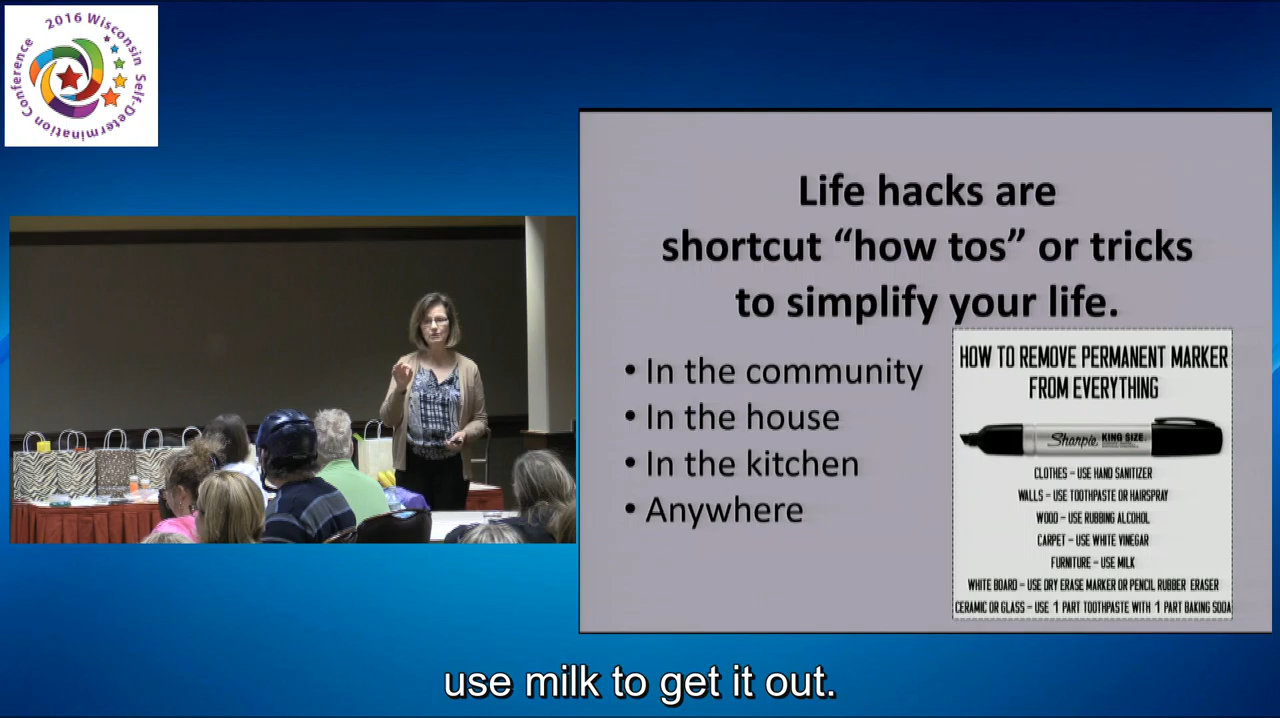 2016 Wisconsin Self-Determination Conference
Life hacks are
shortcut “how tos” or tricks
to simplify your life.
• In the community
• In the house
• In the kitchen
• Anywhere
HOW TO REMOVE PERMANENT MARKER
FROM EVERYTHING
Sharpie KING SIZE
CLOTHES - USE HAND SANITIZER
WALLS - USE TOOTHPASTE OR HAIRSPRAY
WOOD - USE RUBBING ALCOHOL
CARPET - USE WHITE VINEGAR
FURNITURE - USE MILK
WHITE BOARD - USE DRY ERASE MARKER OR PENCIL RUBBER ERASER
CERAMIC OR GLASS - USE 1 PART TOOTHPASTE WITH 1 PART BAKING SODA
use milk to get it out.